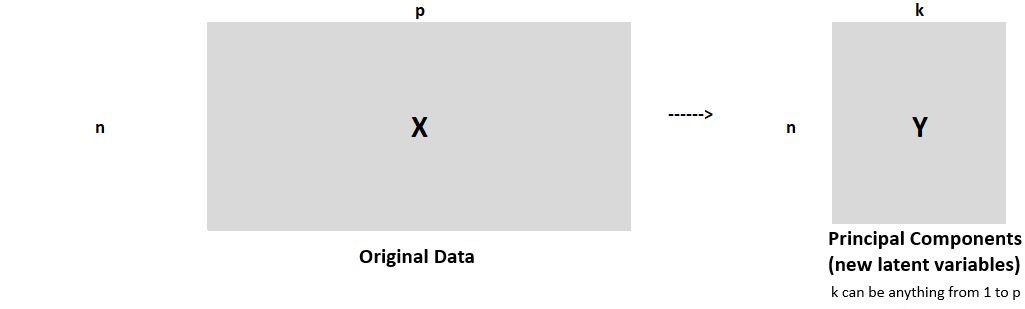 p
k
n
X
------>
n
Y
Original Data
Principal Components
(new latent variables)
k can be anything from 1 to p